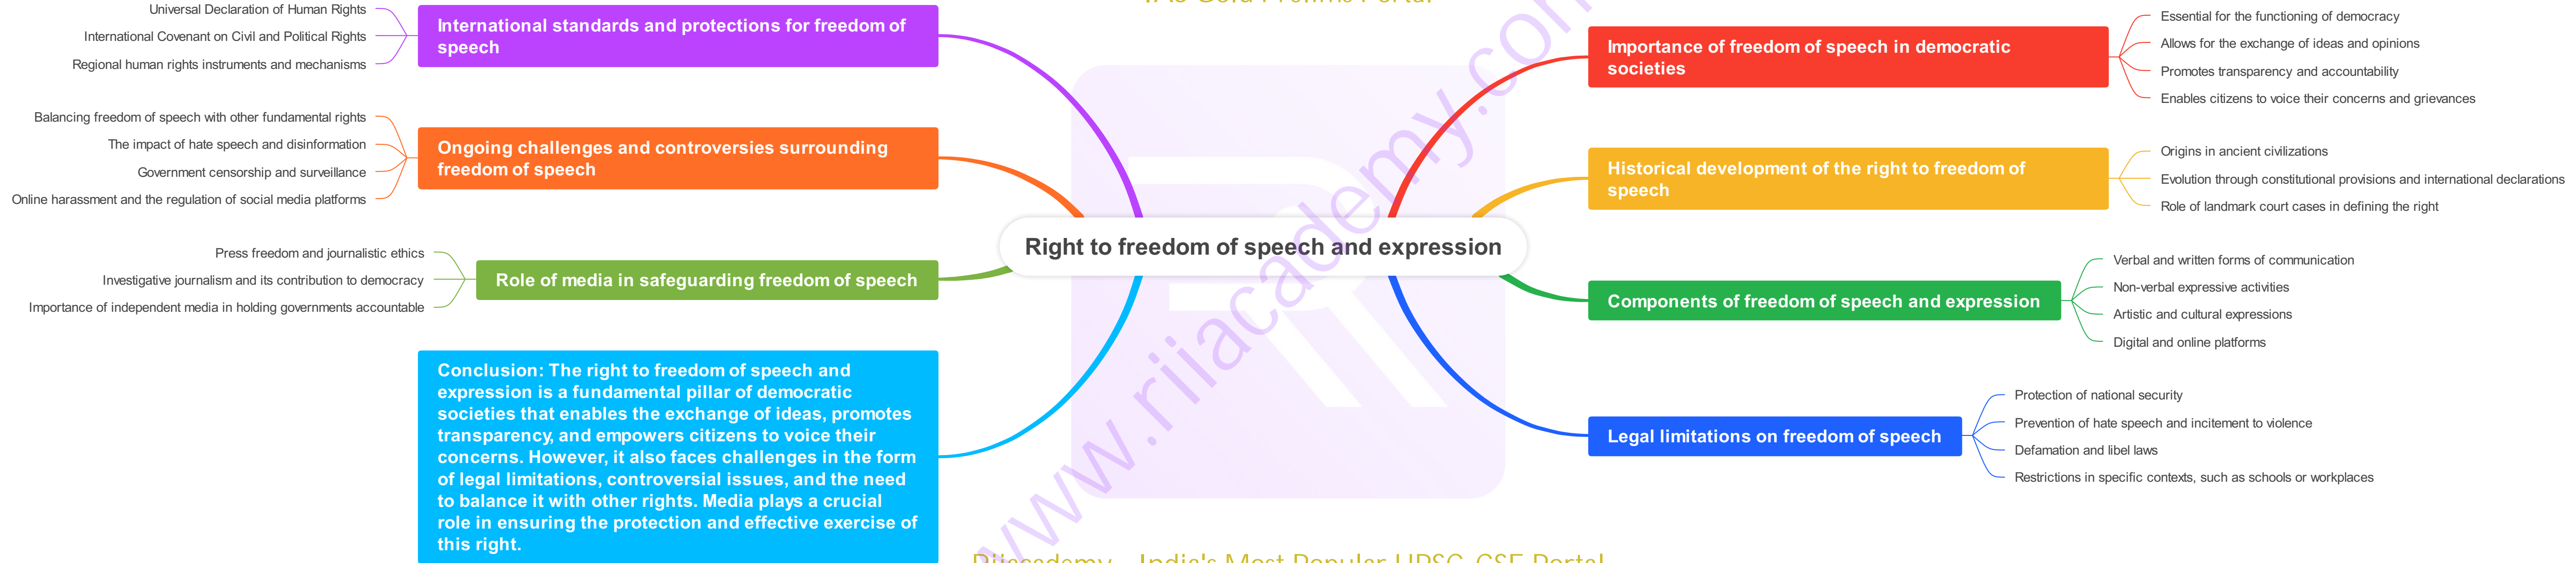 Right to freedom of speech and expression
International standards and protections for freedom of
speech
Universal Declaration of Human Rights
International Covenant on Civil and Political Rights
Regional human rights instruments and mechanisms
Ongoing challenges and controversies surrounding
freedom of speech
Balancing freedom of speech with other fundamental rights
The impact of hate speech and disinformation
Government censorship and surveillance
Online harassment and the regulation of social media platforms
Role of media in safeguarding freedom of speech
Press freedom and journalistic ethics
Investigative journalism and its contribution to democracy
Importance of independent media in holding governments accountable
Conclusion: The right to freedom of speech and
expression is a fundamental pillar of democratic
societies that enables the exchange of ideas, promotes
transparency, and empowers citizens to voice their
concerns. However, it also faces challenges in the form
of legal limitations, controversial issues, and the need
to balance it with other rights. Media plays a crucial
role in ensuring the protection and effective exercise of
this right.
Importance of freedom of speech in democratic
societies
Essential for the functioning of democracy
Allows for the exchange of ideas and opinions
Promotes transparency and accountability
Enables citizens to voice their concerns and grievances
Historical development of the right to freedom of
speech
Origins in ancient civilizations
Evolution through constitutional provisions and international declarations
Role of landmark court cases in defining the right
Components of freedom of speech and expression
Verbal and written forms of communication
Non-verbal expressive activities
Artistic and cultural expressions
Digital and online platforms
Legal limitations on freedom of speech
Protection of national security
Prevention of hate speech and incitement to violence
Defamation and libel laws
Restrictions in specific contexts, such as schools or workplaces
India's Most Popular UPSC-CSE Portal